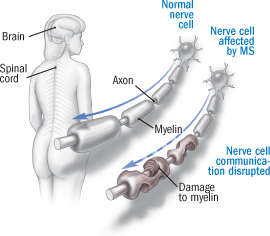 Normal
nerve
cell
Nerve cell
affected
by MS
Brain
Spinal
cord
Axon
Myelin
Damage
to myelin
Nerve cell
communica-
tion disrupted